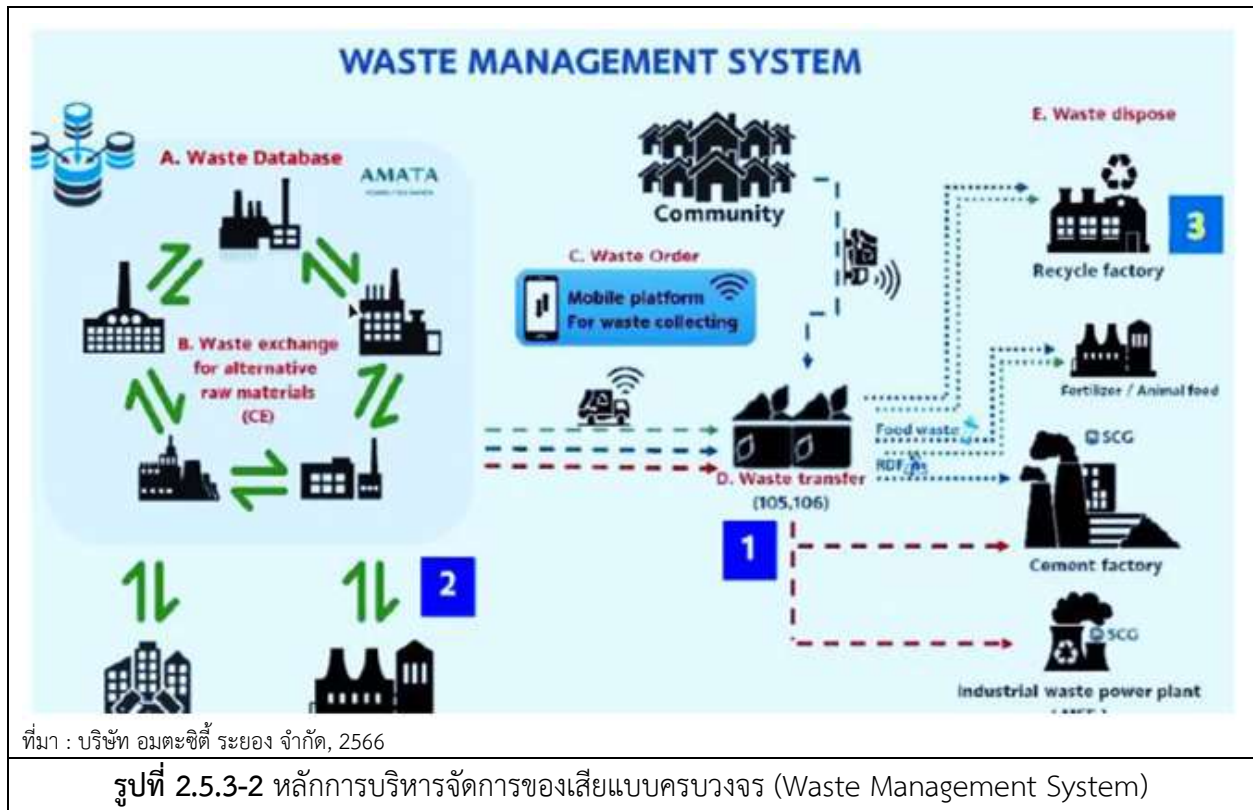 WASTE MANAGEMENT SYSTEM
A. Waste Database
AMATA
B. Waste exchange
for alternative
raw materials
(CE)
2
Community
C. Waste Order
Mobile platform
For waste collecting
D. Waste transfer
(105,106)
1
Food waste
RDF
E. Waste dispose
3
Recycle factory
Fertilizer / Animal food
SCG
Cement factory
SCG
Industrial waste power plant
ที่มา : บริษัท อมตะซิตี้ ระยอง จำกัด, 2566
รูปที่ 2.5.3-2 หลักการบริหารจัดการของเสียแบบครบวงจร (Waste Management System)